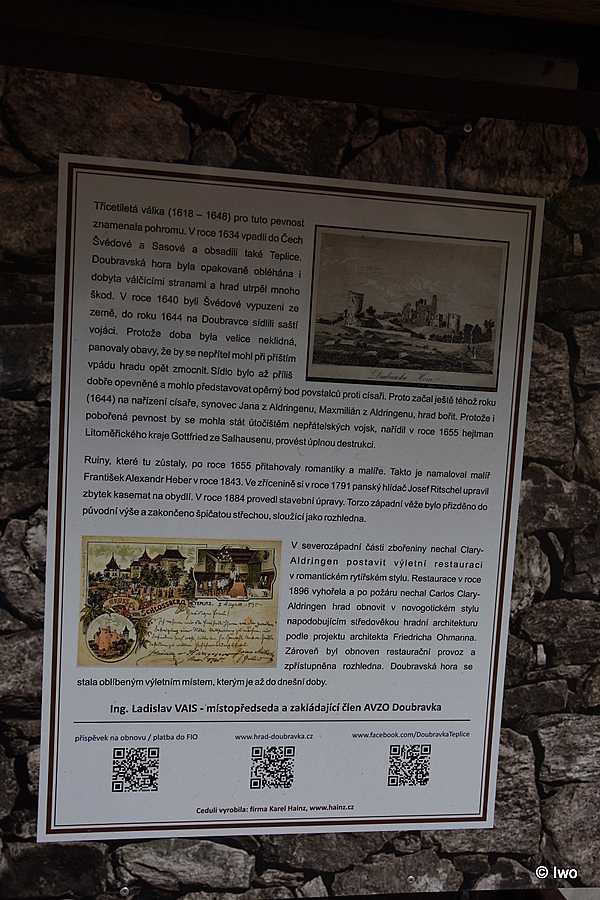 Třicetiletá válka (1618 – 1648) pro tuto pevnost
znamenala pohromu. V roce 1634 vpadli do Čech
Švédové a Sasové a obsadili také Teplice.
Doubravská hora byla opakovaně obléhána i
dobyta válčícími stranami a hrad utrpěl mnoho
škod. V roce 1640 byli Švédové vypuzeni ze
země, do roku 1644 na Doubravce sídlili saští
vojáci. Protože doba byla velice neklidná,
panovaly obavy, že by se nepřítel mohl při příštím
vpádu hradu opět zmocnit. Sídlo bylo až příliš
dobře opevněné a mohlo představovat opěrný bod povstalců proti císaři. Proto začal ještě téhož roku
(1644) na nařízení císaře, synovec Jana z Aldringenu, Maxmilián z Aldringenu, hrad bořit. Protože i
pobořená pevnost by se mohla stát útočištěm nepřátelských vojsk, nařídil v roce 1655 hejtman
Litoměřického kraje Gottfried ze Salhausenu, provést úplnou destrukci.
Doubravska Hora
Ruiny, které tu zůstaly, po roce 1655 přitahovaly romantiky a malíře. Takto je namaloval malíř
František Alexandr Heber v roce 1843. Ve zřícenině si v roce 1791 panský hlídač Josef Ritschel upravil
zbytek kasemat na obydlí. V roce 1884 provedl stavební úpravy. Torzo západní věže bylo přizděno do
původní výše a zakončeno špičatou střechou, sloužící jako rozhledna.
SCHLOSSBERG
TEPLITZ
V severozápadní části zbořeniny nechal Clary-
Aldringen postavit výletní restauraci
v romantickém rytířském stylu. Restaurace v roce
1896 vyhořela a po požáru nechal Carlos Clary-
Aldringen hrad obnovit v novogotickém stylu
napodobujícím středověkou hradní architekturu
podle projektu architekta Friedricha Ohmanna.
Zároveň byl obnoven restaurační provoz a
zpřístupněna rozhledna. Doubravská hora se
stala oblíbeným výletním místem, kterým je až do dnešní doby.
Ing. Ladislav VAIS - místopředseda a zakládající člen AVZO Doubravka
příspěvek na obnovu / platba do FIO
www.hrad-doubravka.cz
www.facebook.com/DoubravkaTeplice
Ceduli vyrobila: firma Karel Hainz, www.hainz.cz
© Iwo